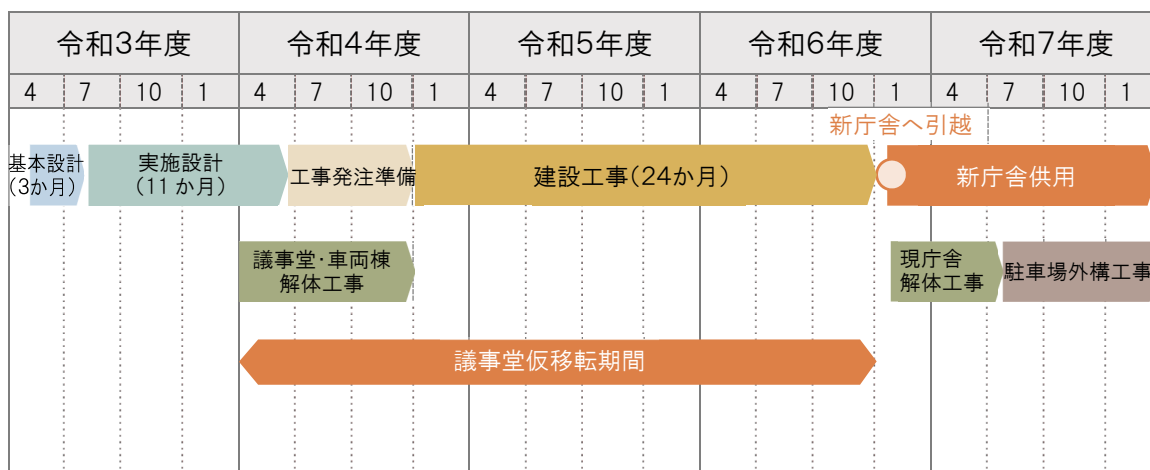 令和3年度 令和4年度 令和5年度 令和6年度 令和7年度
4 7 10 1 4 7 10 1 4 7 10 1 4 7 10 1 4 7 10 1
新庁舎へ引越
基本設計
(3か月)
実施設計
(11か月)
工事発注準備
建設工事(24か月)
新庁舎供用
議事堂・車両棟
解体工事
現庁舎
解体工事
駐車場外構工事
議事堂仮移転期間